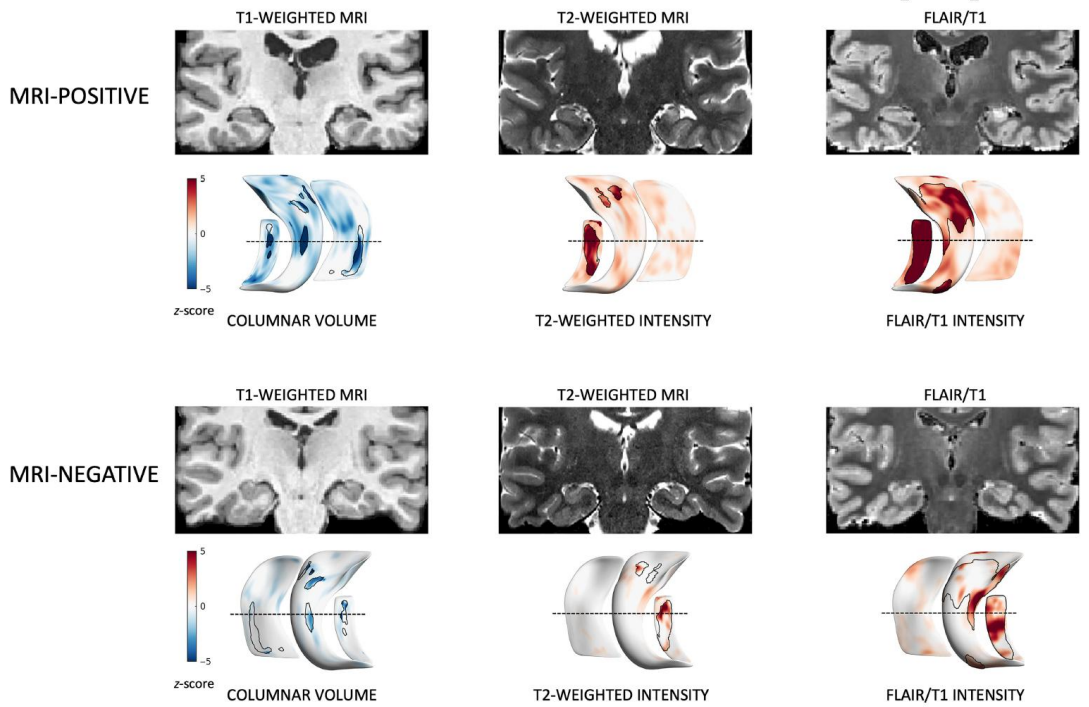 T1-WEIGHTED MRI T2-WEIGHTED MRI FLAIR/T1
MRI-POSITIVE
5
0
−5
z-score
COLUMNAR VOLUME T2-WEIGHTED INTENSITY FLAIR/T1 INTENSITY
T1-WEIGHTED MRI T2-WEIGHTED MRI FLAIR/T1
MRI-NEGATIVE
5
0
−5
z-score
COLUMNAR VOLUME T2-WEIGHTED INTENSITY FLAIR/T1 INTENSITY